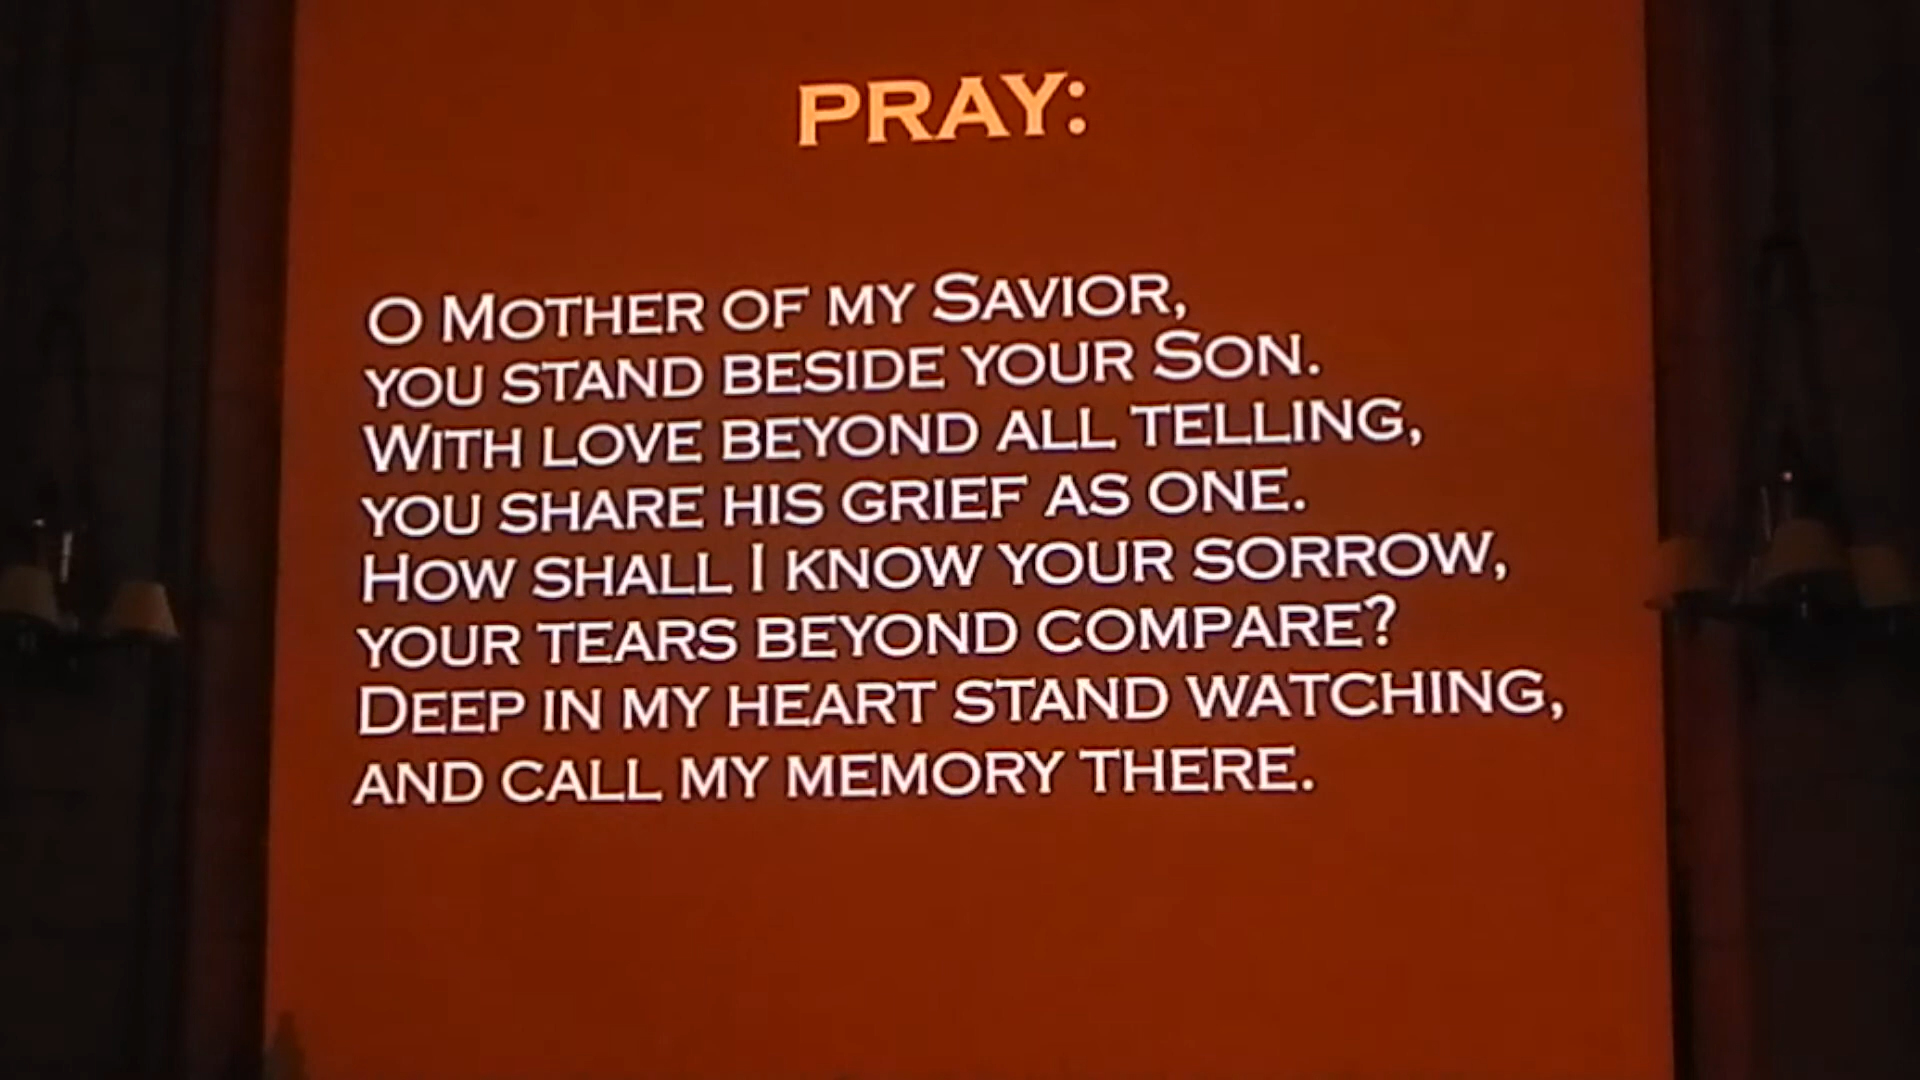 PRAY:
O MOTHER OF MY SAVIOR,
YOU STAND BESIDE YOUR SON.
WITH LOVE BEYOND ALL TELLING,
YOU SHARE HIS GRIEF AS ONE.
HOW SHALL I KNOW YOUR SORROW,
YOUR TEARS BEYOND COMPARE?
DEEP IN MY HEART STAND WATCHING,
AND CALL MY MEMORY THERE.